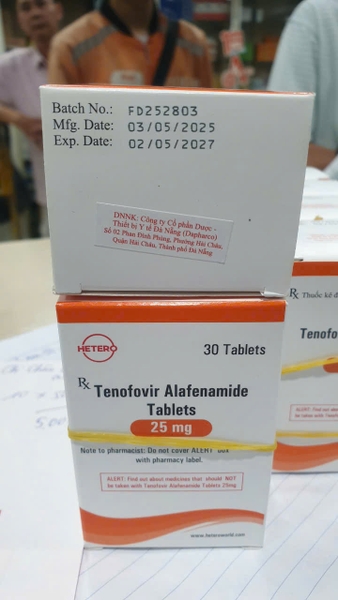 Batch No.: FD252803
Mfg. Date: 03/05/2025
Exp. Date: 02/05/2027
DNNK: Công ty Cổ phần Dược -
Thiết bị Y tế Đà Nẵng (Dapharco)
Số 02 Phan Đình Phùng, Phường Hải Châu,
Quận Hải Châu, Thành phố Đà Nẵng
HETERO
30 Tablets
Rx Tenofovir Alafenamide
Tablets
25 mg
Note to pharmacist: Do not cover ALERT box
with pharmacy label.
ALERT: Find out about medicines that should NOT
be taken with Tenofovir Alafenamide Tablets 25mg
www.heteroworld.com
Rx Thuốc kê đ
Tenofo